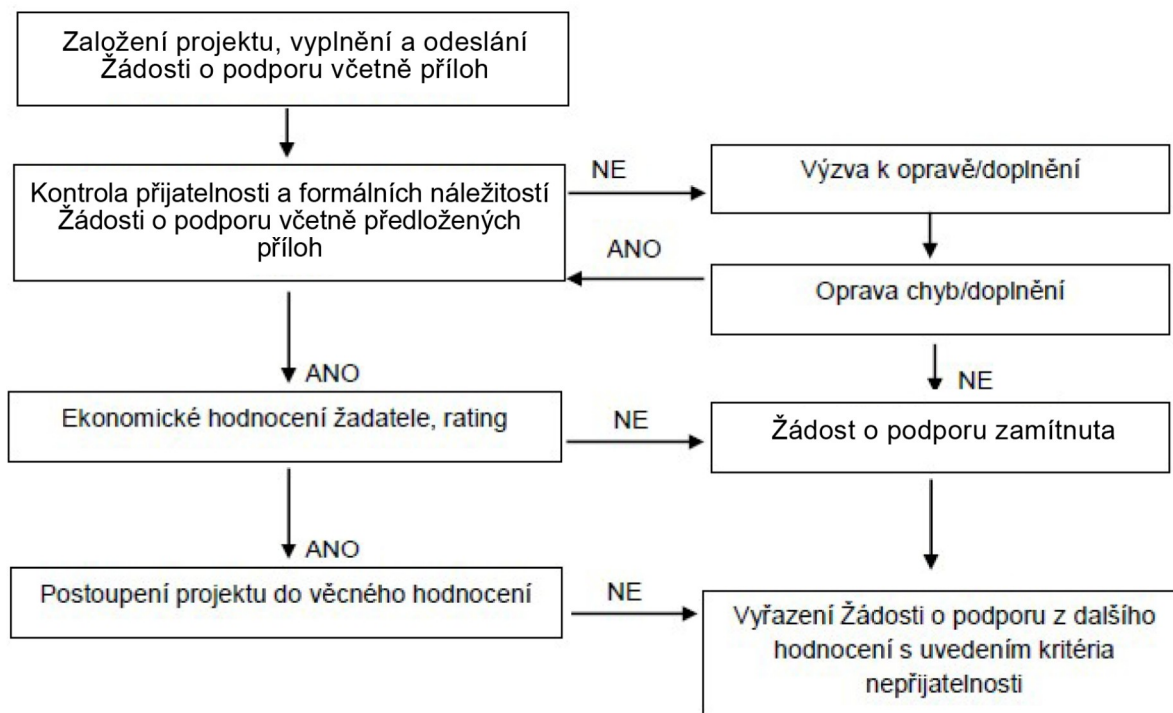 Založení projektu, vyplnění a odeslání
Žádosti o podporu včetně příloh
Kontrola přijatelnosti a formálních náležitostí
Žádosti o podporu včetně předložených
příloh
NE
Výzva k opravě/doplnění
ANO
Oprava chyb/doplnění
ANO
NE
Ekonomické hodnocení žadatele, rating
NE
Žádost o podporu zamítnuta
ANO
Postoupení projektu do věcného hodnocení
NE
Vyřazení Žádosti o podporu z dalšího
hodnocení s uvedením kritéria
nepřijatelnosti